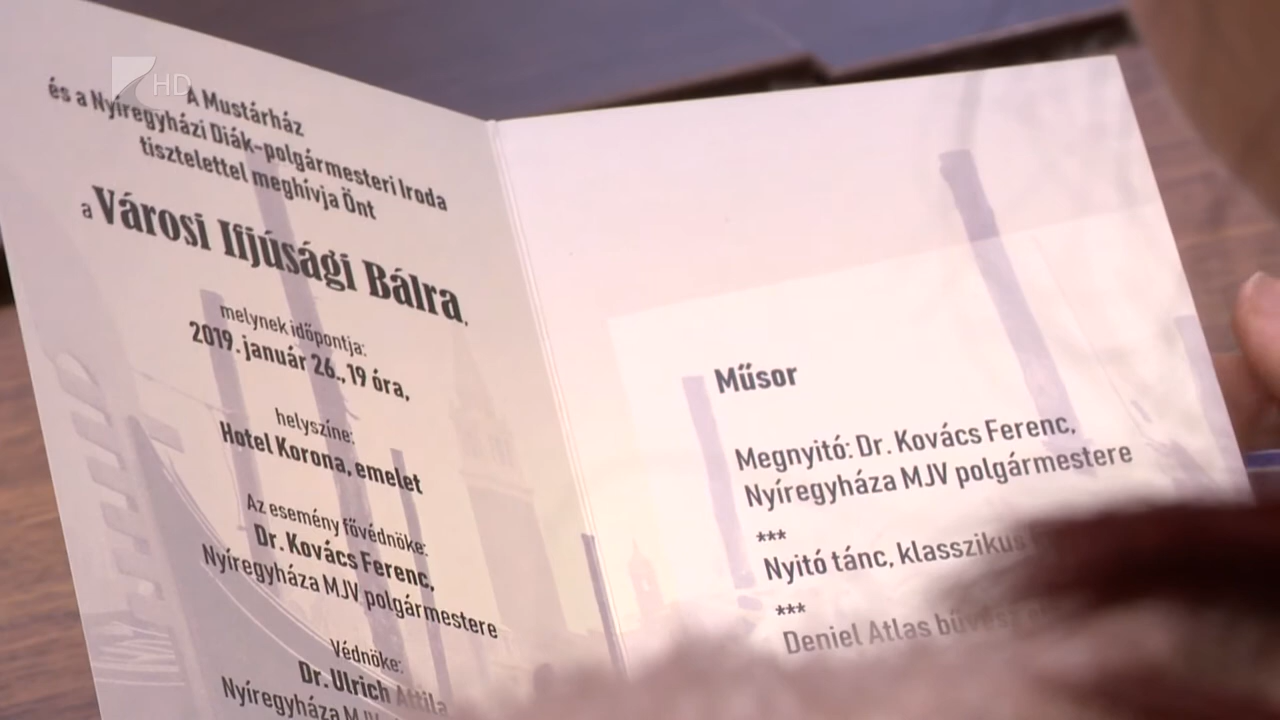 HD
A Mustárház
és a Nyíregyházi Diák-polgármesteri Iroda
tisztelettel meghívja Önt
a Városi Ifjúsági Bálra,
melynek időpontja:
2019. január 26., 19 óra,
helyszíne:
Hotel Korona, emelet
Az esemény fővédnöke:
Dr. Kovács Ferenc,
Nyíregyháza MJV polgármestere
Védnöke:
Dr. Ulrich Attila
Nyíregyháza MJV
Műsor
Megnyitó: Dr. Kovács Ferenc,
Nyíregyháza MJV polgármestere
***
Nyitó tánc, klasszikus
***
Deniel Atlas bűvész